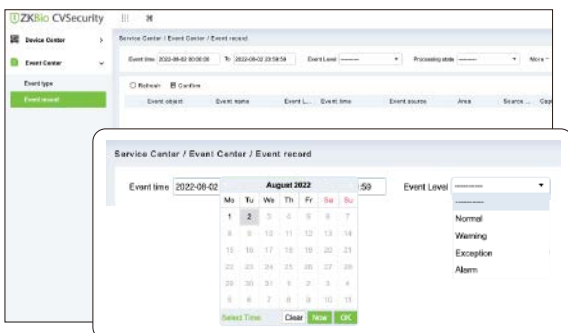 ZKBio CVSecurity
Device Center
Service Center / Event Center / Event record
Event Center
Event time 2022-08-02 00:00:00 To 2022-08-02 23:59:59 Event Level --------- Processing state --------- More
Event type
Refresh Confirm
Event record
Event object Event name Event L... Event time Event source Area Source ... Cap
Service Center / Event Center / Event record
Event time 2022-08-02 :59 Event Level ---------
August 2022
Mo Tu We Th Fr Sa Su
1 2 3 4 5 6 7
8 9 10 11 12 13 14
15 16 17 18 19 20 21
22 23 24 25 26 27 28
29 30 31 1 2 3 4
5 6 7 8 9 10 11
Select Time Clear Now OK
---------
Normal
Warning
Exception
Alarm